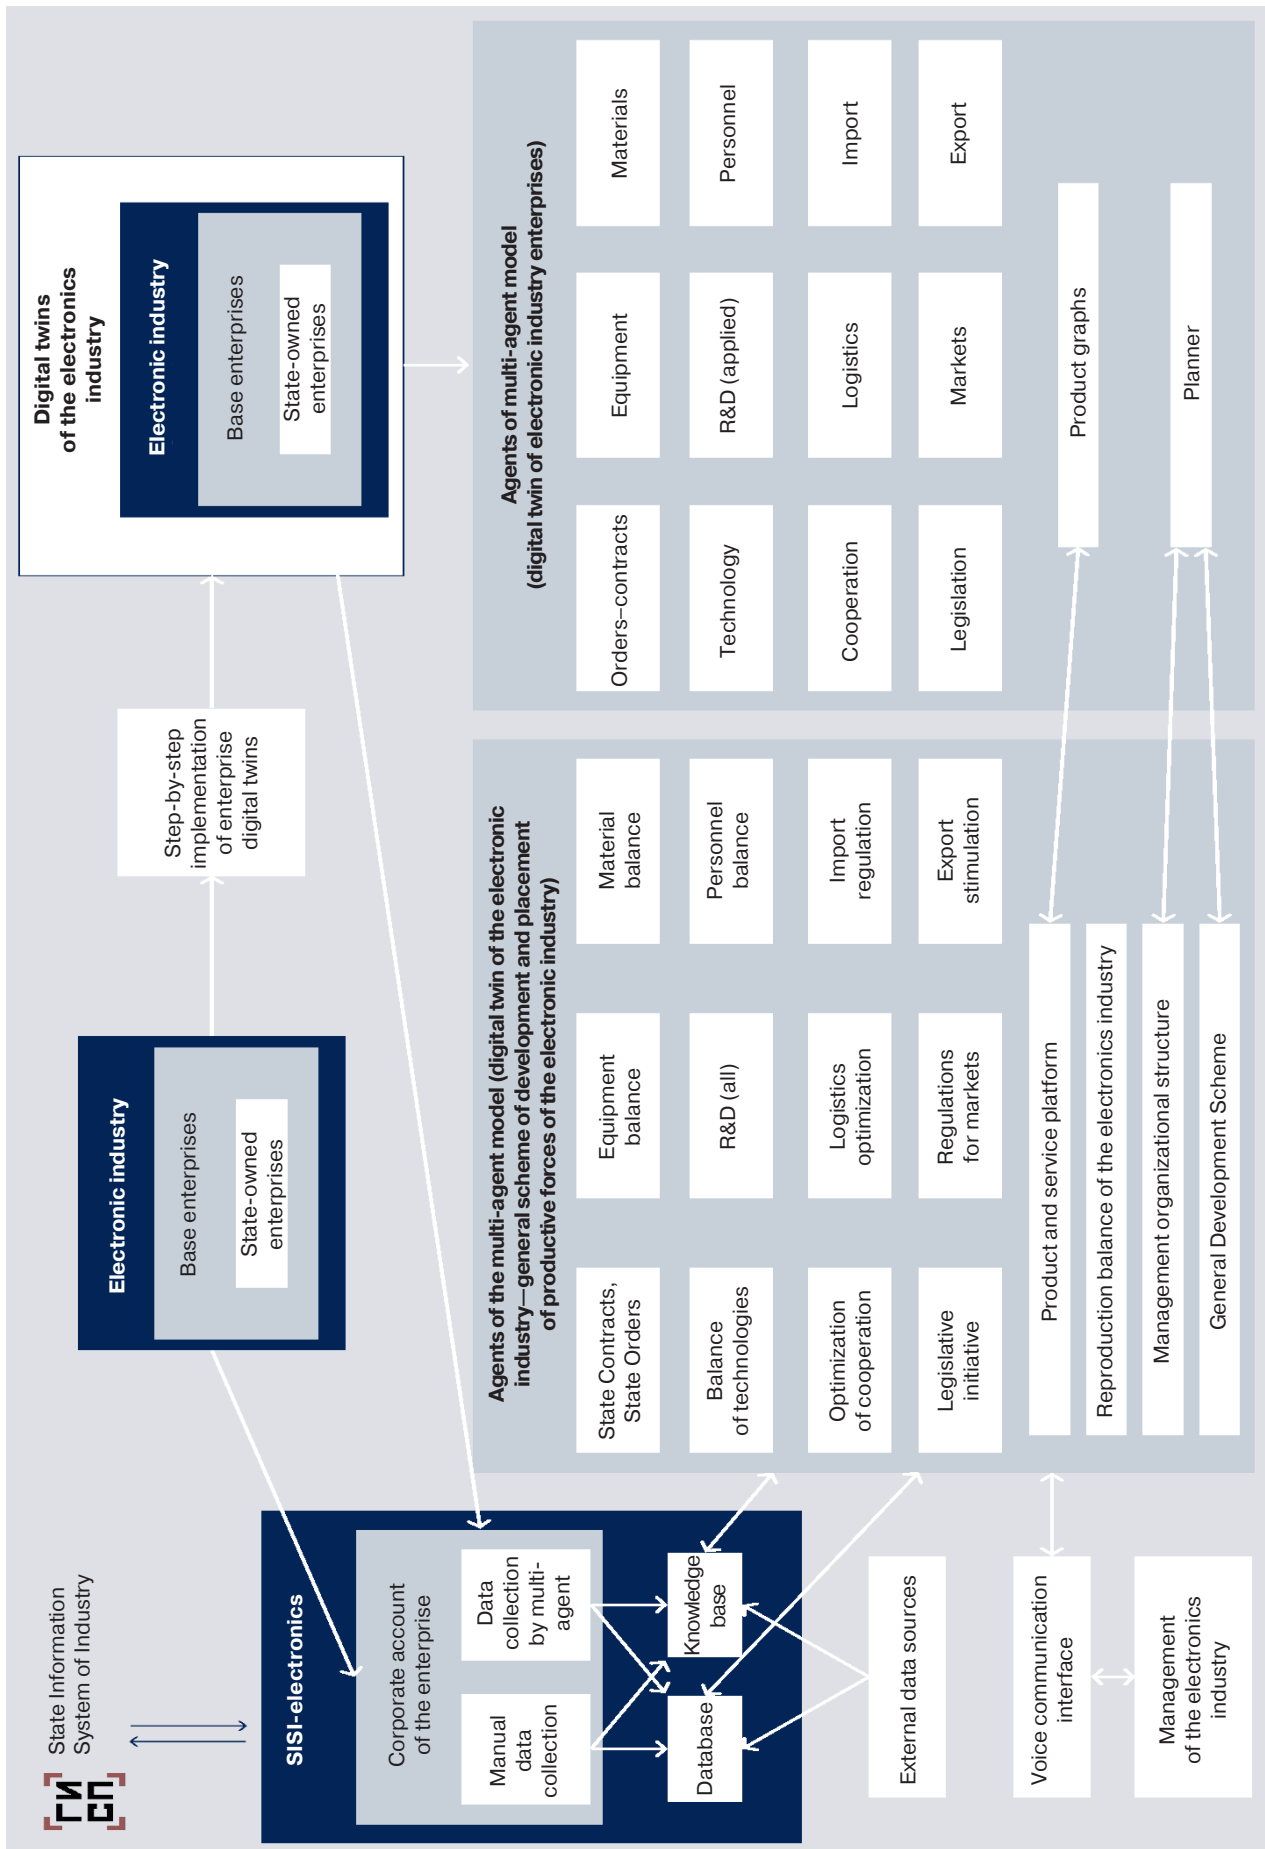 State Information
System of Industry
SISI-electronics
Corporate account
of the enterprise
Manual
data
collection
Data
collection
by multi-
agent
Database
Knowledge
base
External data sources
Voice communication
interface
Management
of the electronics
industry
Electronic industry
Base enterprises
State-owned
enterprises
Step-by-step
implementation
of enterprise
digital twins
Digital twins
of the electronics
industry
Electronic industry
Base enterprises
State-owned
enterprises
Agents of the multi-agent model (digital twin of the electronic
industry—general scheme of development and placement
of productive forces of the electronic industry)
State Contracts,
State Orders
Equipment
balance
Material
balance
Balance
of technologies
R&D (all)
Personnel
balance
Optimization
of cooperation
Logistics
optimization
Import
regulation
Legislative
initiative
Regulations
for markets
Export
stimulation
Product and service platform
Reproduction balance of the electronics industry
Management organizational structure
General Development Scheme
Agents of multi-agent model
(digital twin of electronic industry enterprises)
Orders–contracts
Equipment
Materials
Technology
R&D (applied)
Personnel
Cooperation
Logistics
Import
Legislation
Markets
Export
Product graphs
Planner